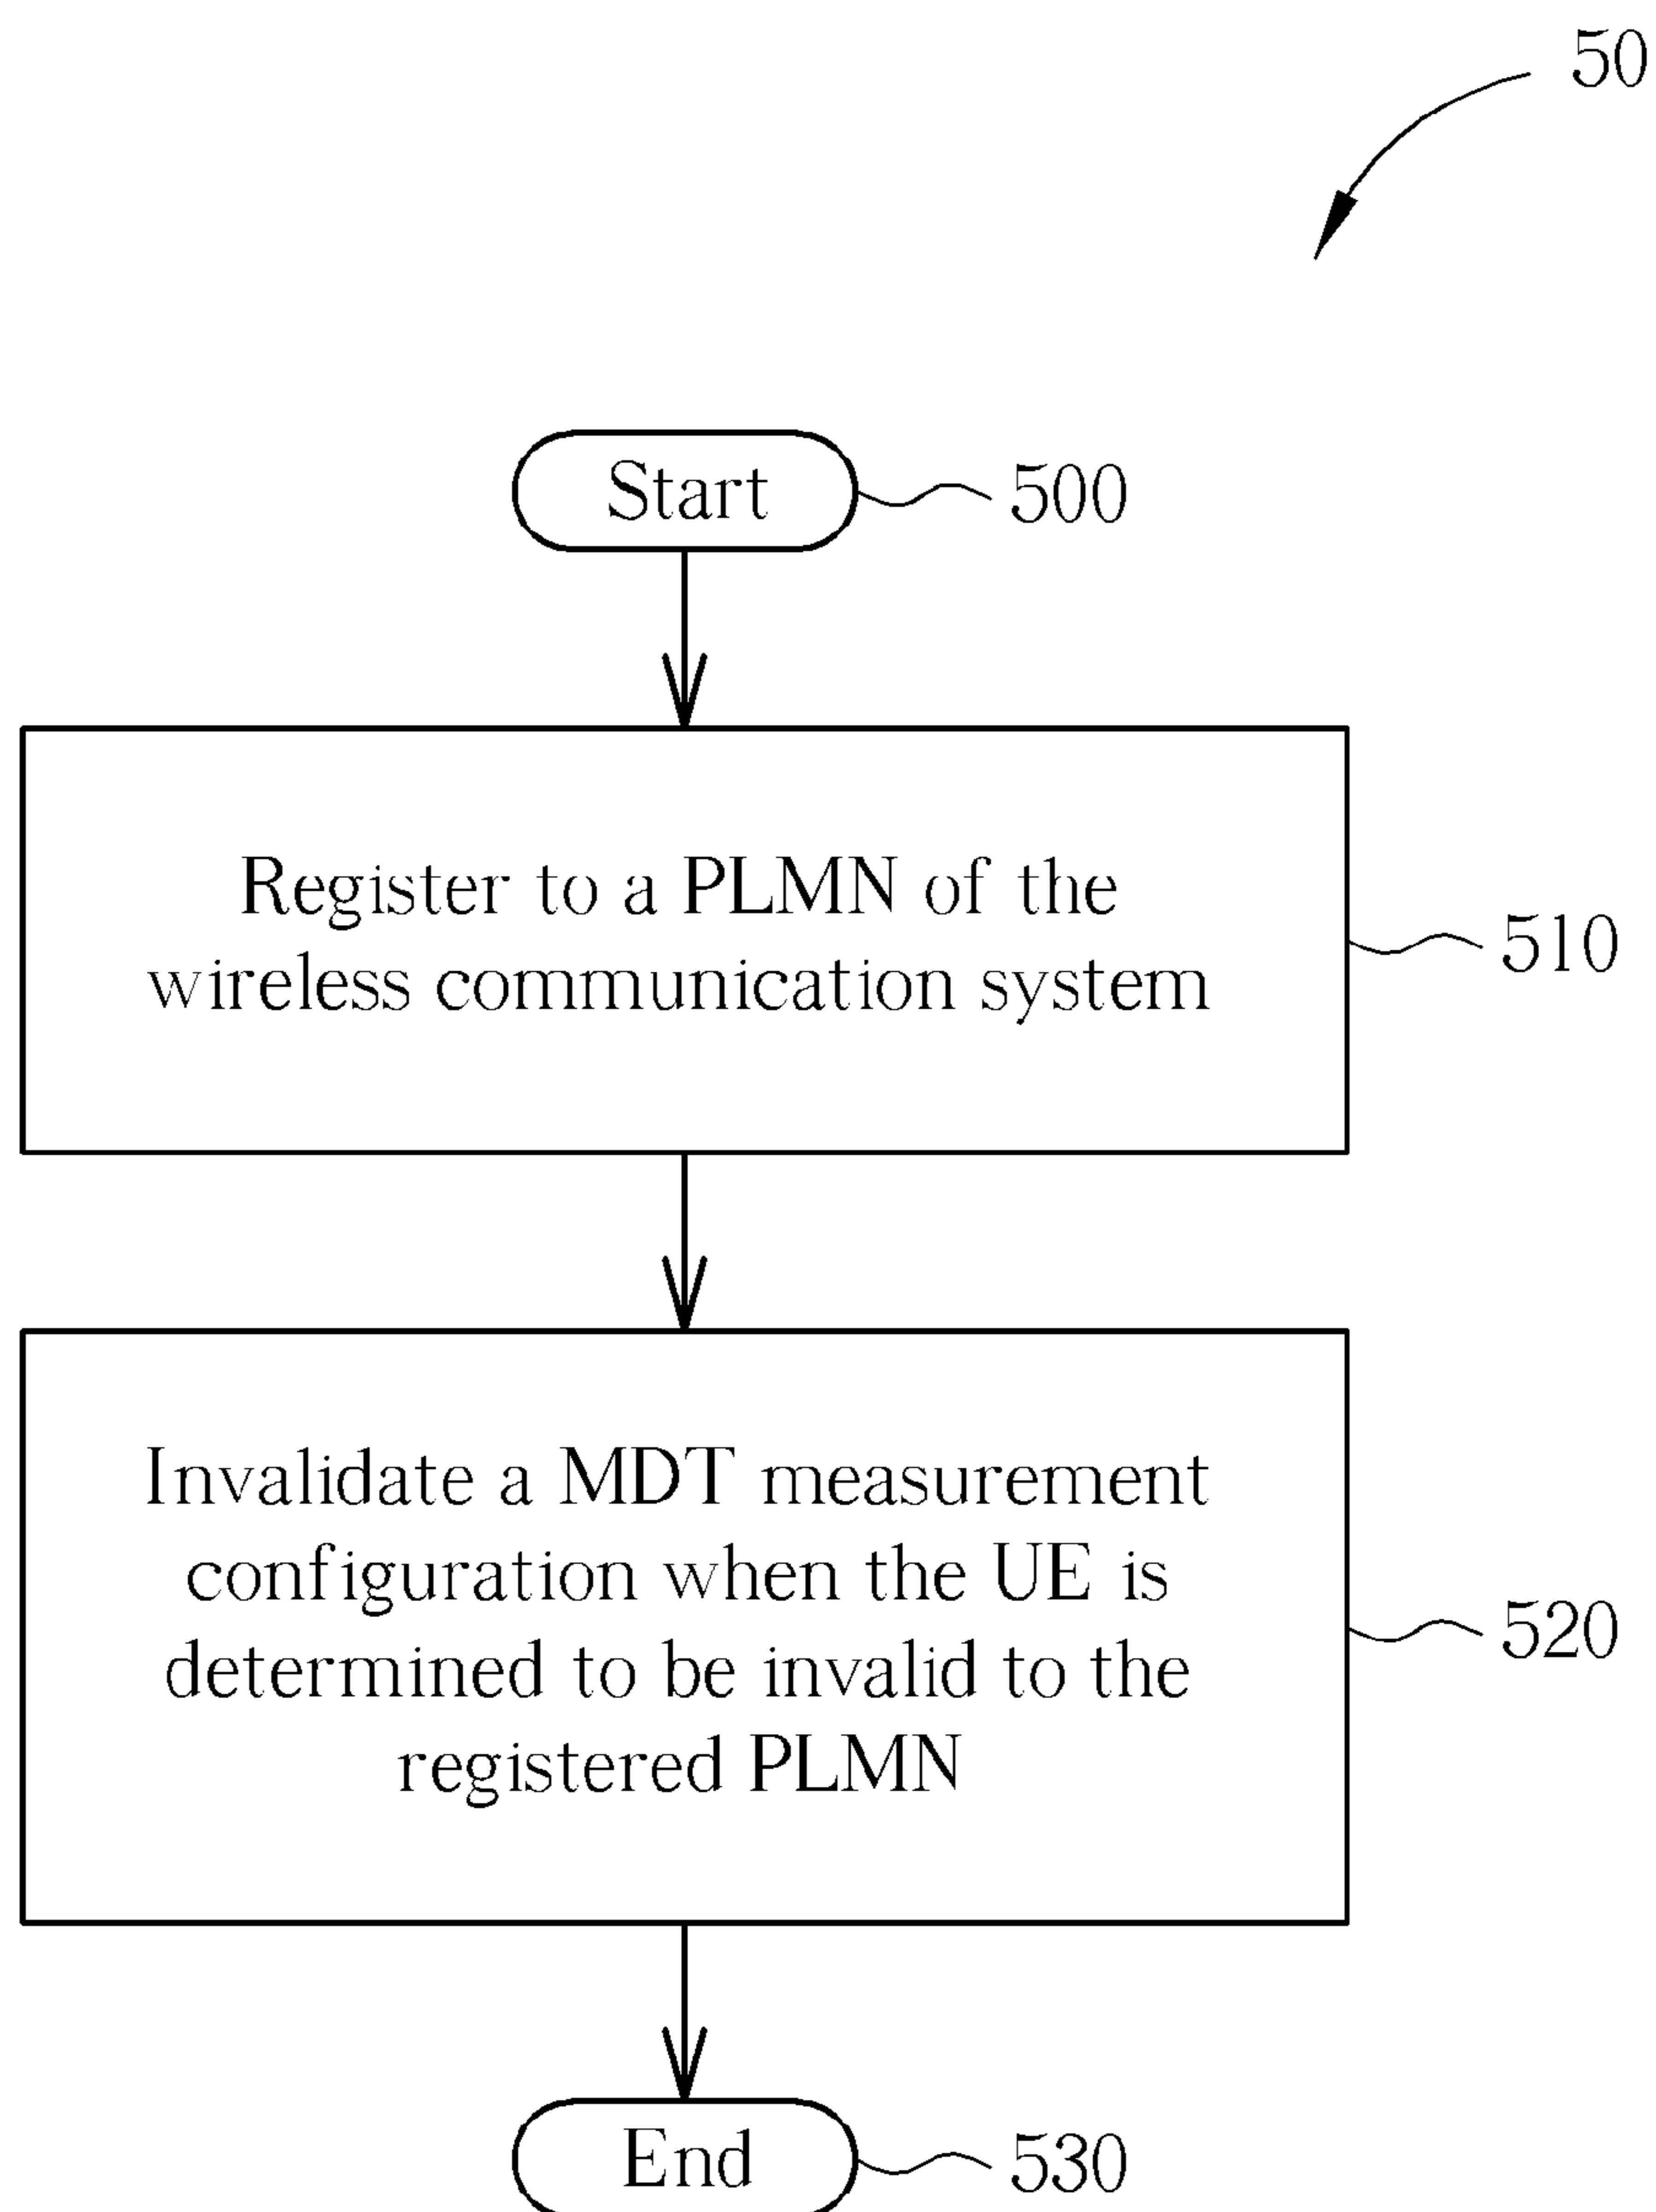 50
Start
500
Register to a PLMN of the
wireless communication system
510
Invalidate a MDT measurement
configuration when the UE is
determined to be invalid to the
registered PLMN
520
End
530